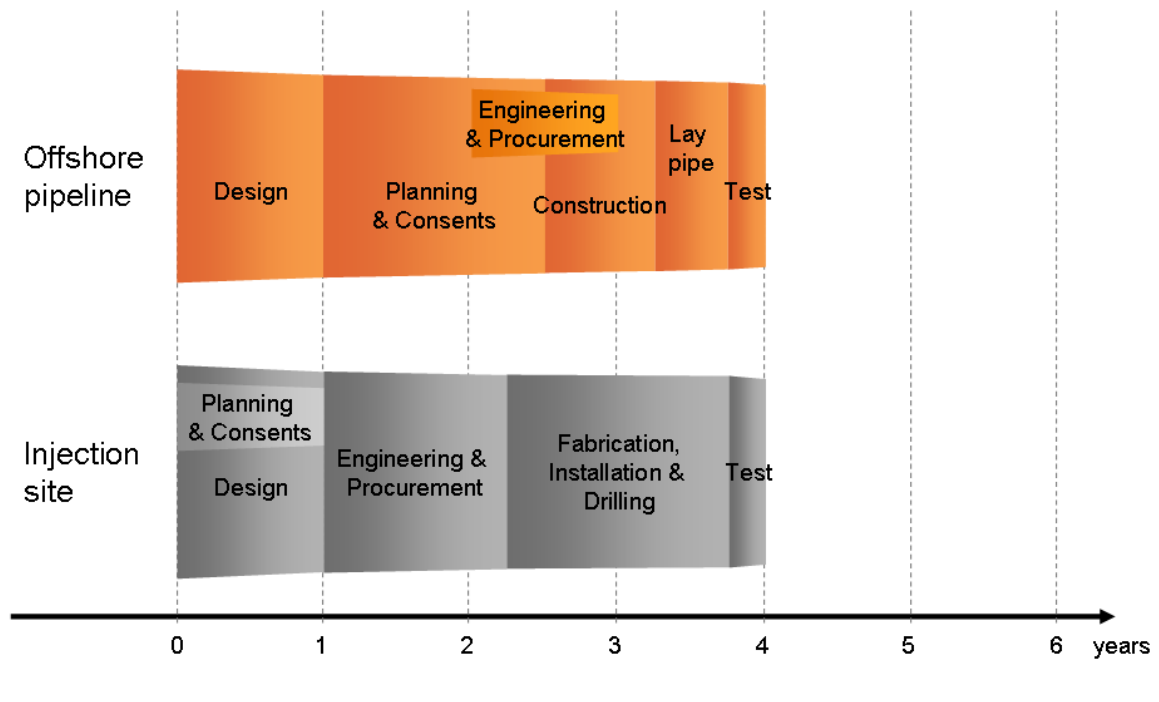 Offshore
pipeline
Design
Planning
& Consents
Engineering
& Procurement
Construction
Lay
pipe
Test
Injection
site
Planning
& Consents
Design
Engineering &
Procurement
Fabrication,
Installation &
Drilling
Test
0 1 2 3 4 5 6 years